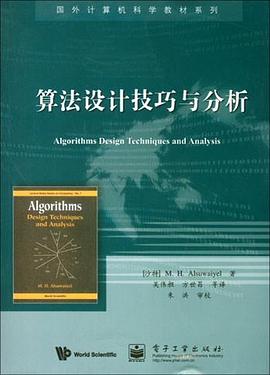 国外计算机科学教材系列
算法设计技巧与分析
Algorithms Design Techniques and Analysis
Algorithms
Design Techniques
and Analysis
M. H. Alsuwaiyel
World Scientific
[沙特] M. H. Alsuwaiyel 著
吴伟昶 方世昌 等译
朱 洪 审校
World Scientific
电子工业出版社
Publishing House of Electronics Industry